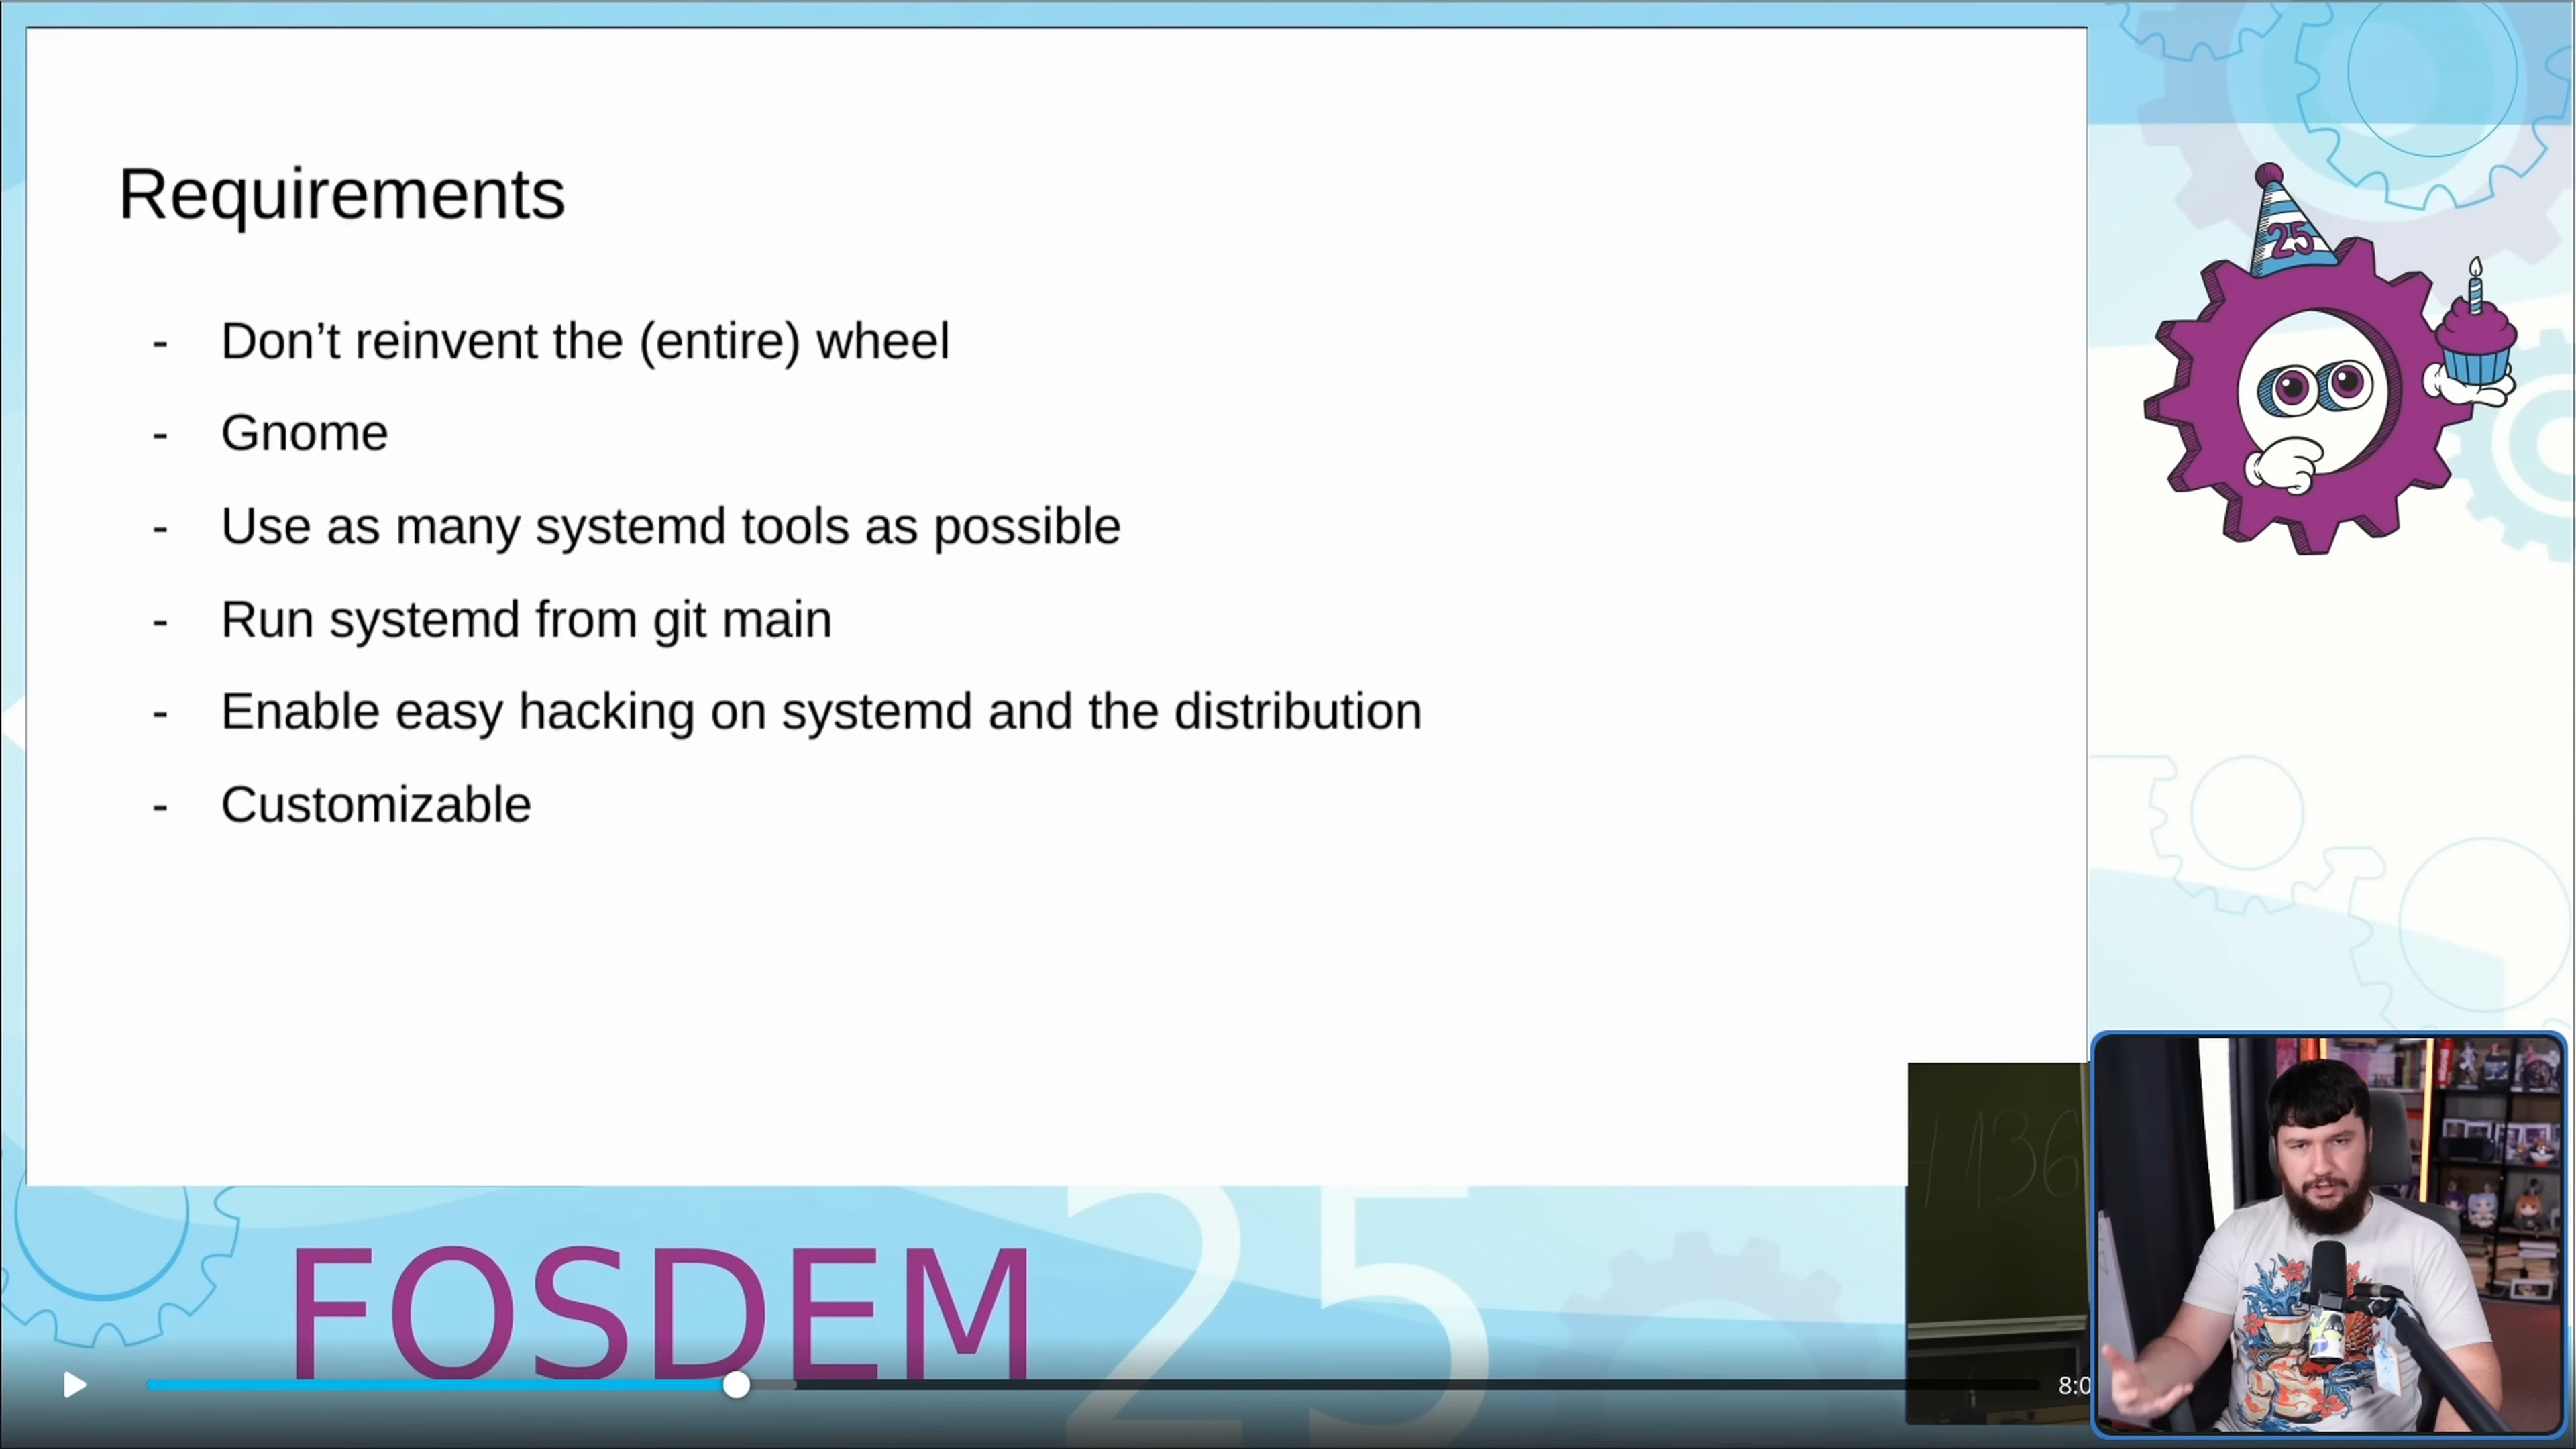 Requirements
- Don’t reinvent the (entire) wheel
- Gnome
- Use as many systemd tools as possible
- Run systemd from git main
- Enable easy hacking on systemd and the distribution
- Customizable
25
136
FOSDEM
25
8:0